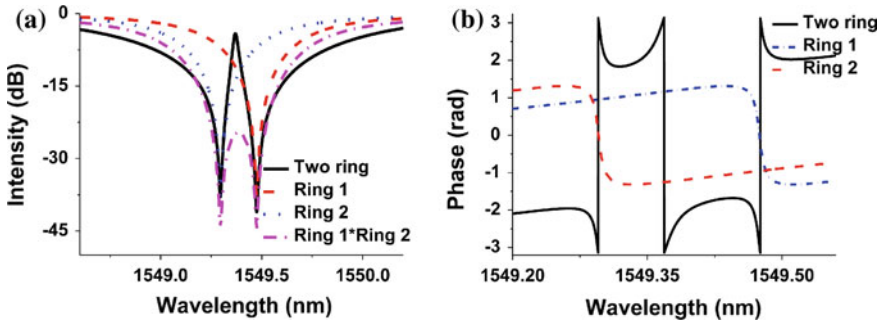 (a)
0
-15
-30
-45
Intensity (dB)
Two ring
Ring 1
Ring 2
Ring 1*Ring 2
1549.0
1549.5
1550.0
Wavelength (nm)
(b)
3
2
1
0
-1
-2
-3
Phase (rad)
Two ring
Ring 1
Ring 2
1549.20
1549.35
1549.50
Wavelength (nm)